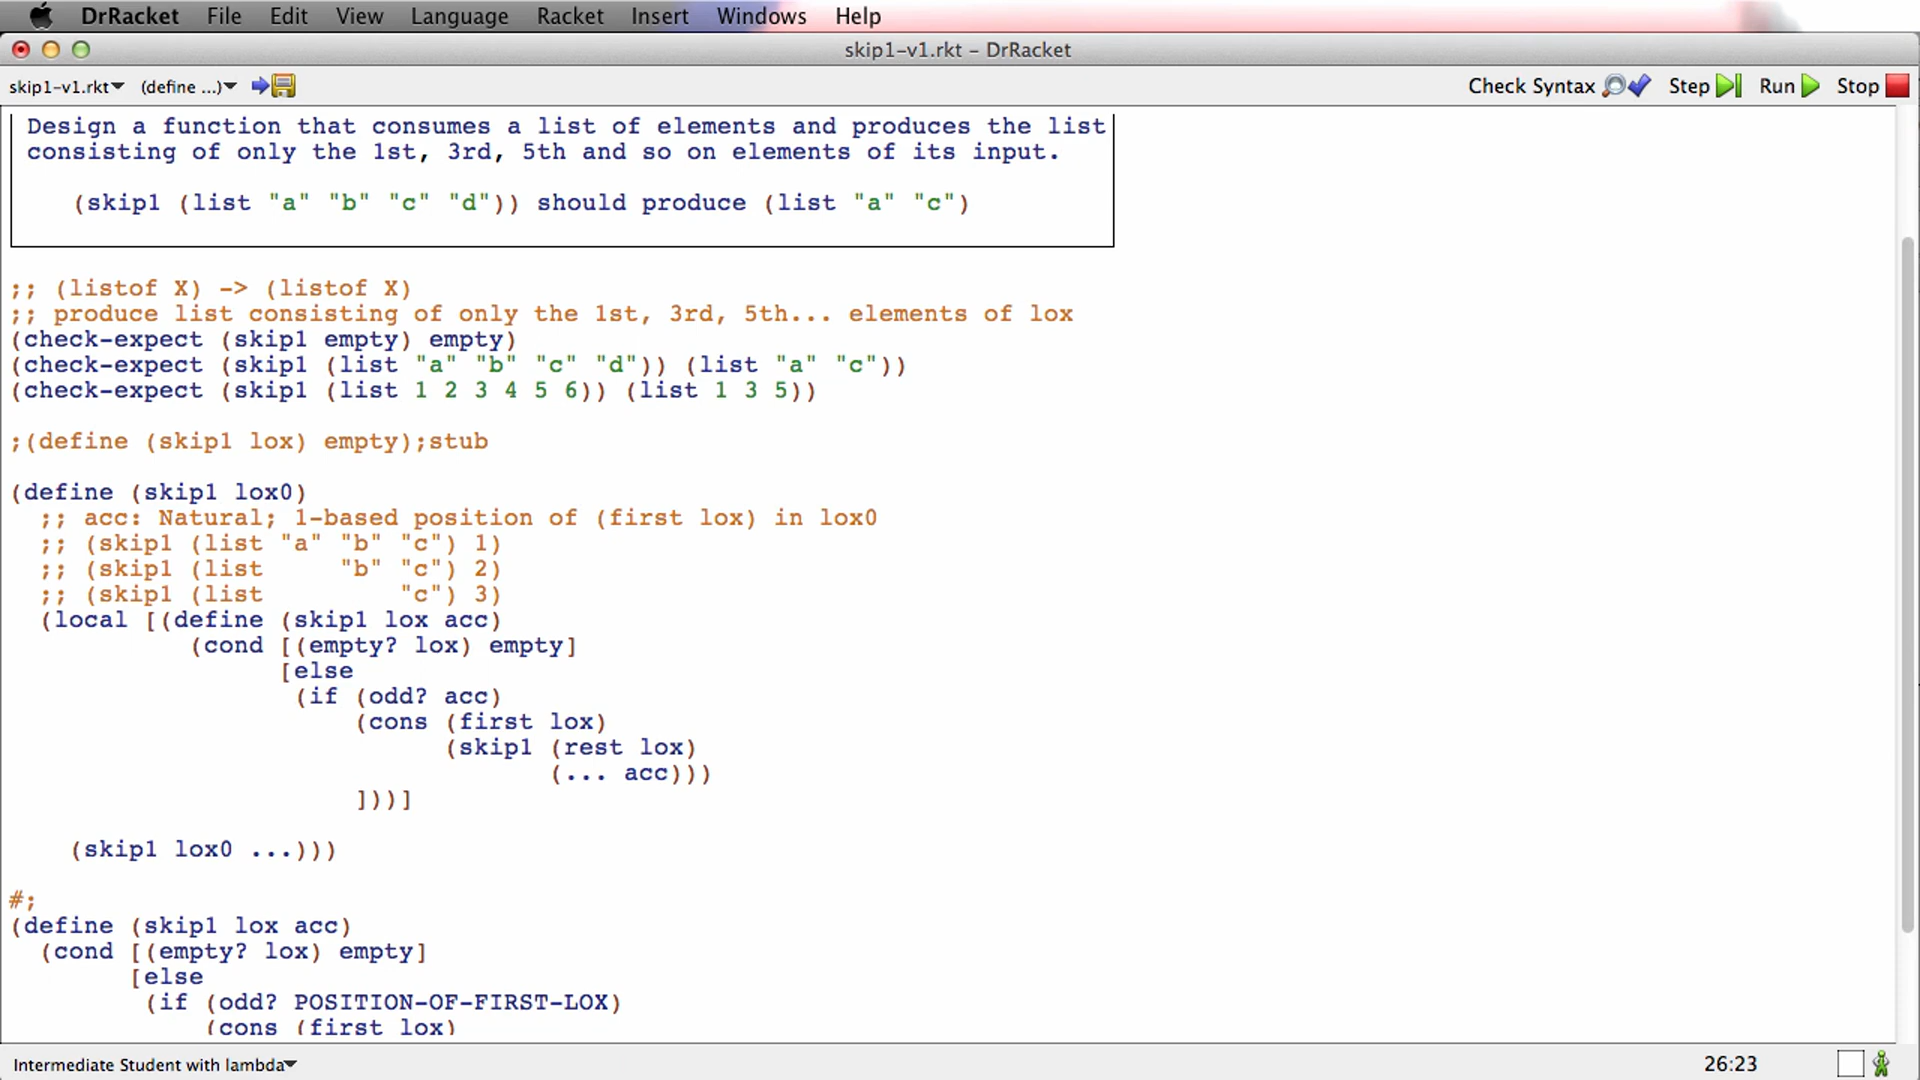 DrRacket File Edit View Language Racket Insert Windows Help
skip1-v1.rkt - DrRacket
skip1-v1.rkt (define ...) Check Syntax Step Run Stop
Design a function that consumes a list of elements and produces the list
consisting of only the 1st, 3rd, 5th and so on elements of its input.
(skip1 (list "a" "b" "c" "d")) should produce (list "a" "c")
;; (listof X) -> (listof X)
;; produce list consisting of only the 1st, 3rd, 5th... elements of lox
(check-expect (skip1 empty) empty)
(check-expect (skip1 (list "a" "b" "c" "d")) (list "a" "c"))
(check-expect (skip1 (list 1 2 3 4 5 6)) (list 1 3 5))
;(define (skip1 lox) empty);stub
(define (skip1 lox0)
;; acc: Natural; 1-based position of (first lox) in lox0
;; (skip1 (list "a" "b" "c") 1)
;; (skip1 (list "b" "c") 2)
;; (skip1 (list "c") 3)
(local [(define (skip1 lox acc)
(cond [(empty? lox) empty]
[else
(if (odd? acc)
(cons (first lox)
(skip1 (rest lox)
(... acc)))
]))]
(skip1 lox0 ...)))
#;
(define (skip1 lox acc)
(cond [(empty? lox) empty]
[else
(if (odd? POSITION-OF-FIRST-LOX)
(cons (first lox)
Intermediate Student with lambda 26:23